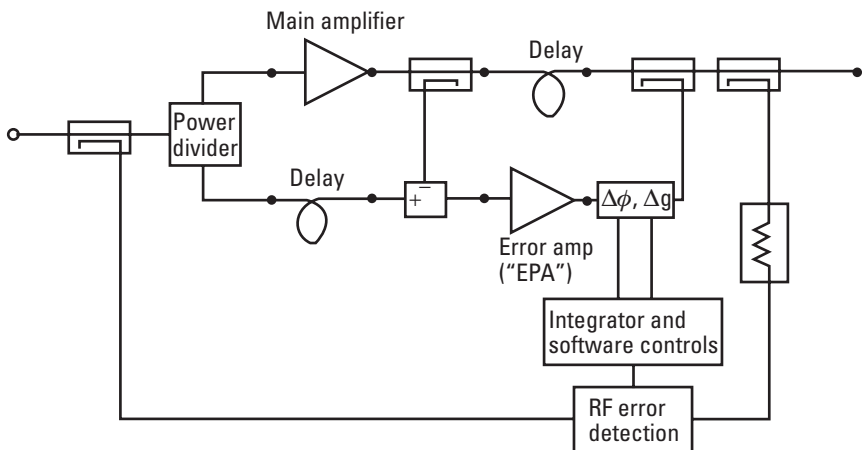 Main amplifier
Delay
Power
divider
Delay
+
−
Δϕ, Δg
Error amp
(“EPA”)
Integrator and
software controls
RF error
detection